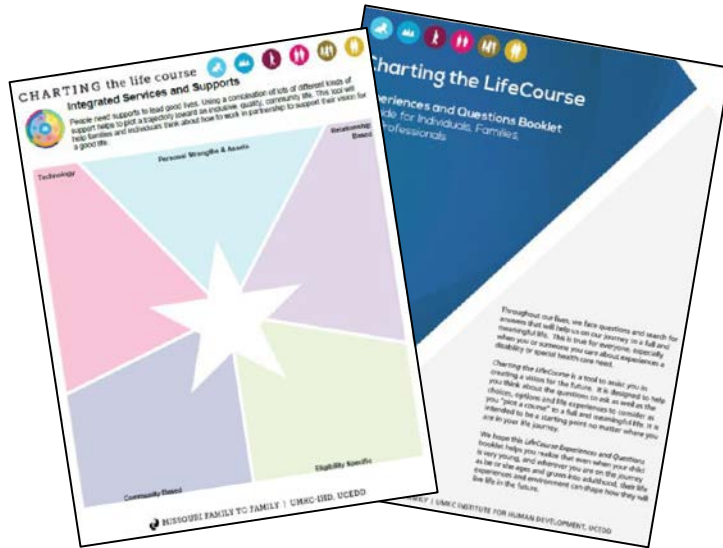 CHARTING the life course
Integrated Services and Supports
People need supports to lead good lives. Using a combination of lots of different kinds of
support helps to plot a trajectory toward an inclusive, quality, community life. This tool will
help families and individuals think about how to work in partnership to support their vision for
a good life.
Technology
Personal Strengths & Assets
Relationship
Based
Community Based
Eligibility Specific
MISSOURI FAMILY TO FAMILY | UMKC-IHD, UCEDD
Charting the LifeCourse
periences and Questions Booklet
ide for Individuals, Families,
Professionals
Throughout our lives, we face questions and search for
answers that will help us on our journey to a full and
meaningful life. This is true for everyone, especially
when you or someone you care about experiences a
disability or special health care need.
Charting the LifeCourse is a tool to assist you in
creating a vision for the future. It is designed to help
you think about the questions to ask as well as the
choices, options and life experiences to consider as
you "plot a course" to a full and meaningful life. It is
intended to be a starting point no matter where you
are in your life journey.
We hope this LifeCourse Experiences and Questions
booklet helps you realize that even when your child
is very young, and wherever you are on the journey
as he or she ages and grows into adulthood, their life
experiences and environment can shape how they will
live life in the future.
FAMILY | UMKC INSTITUTE FOR HUMAN DEVELOPMENT, UCEDD